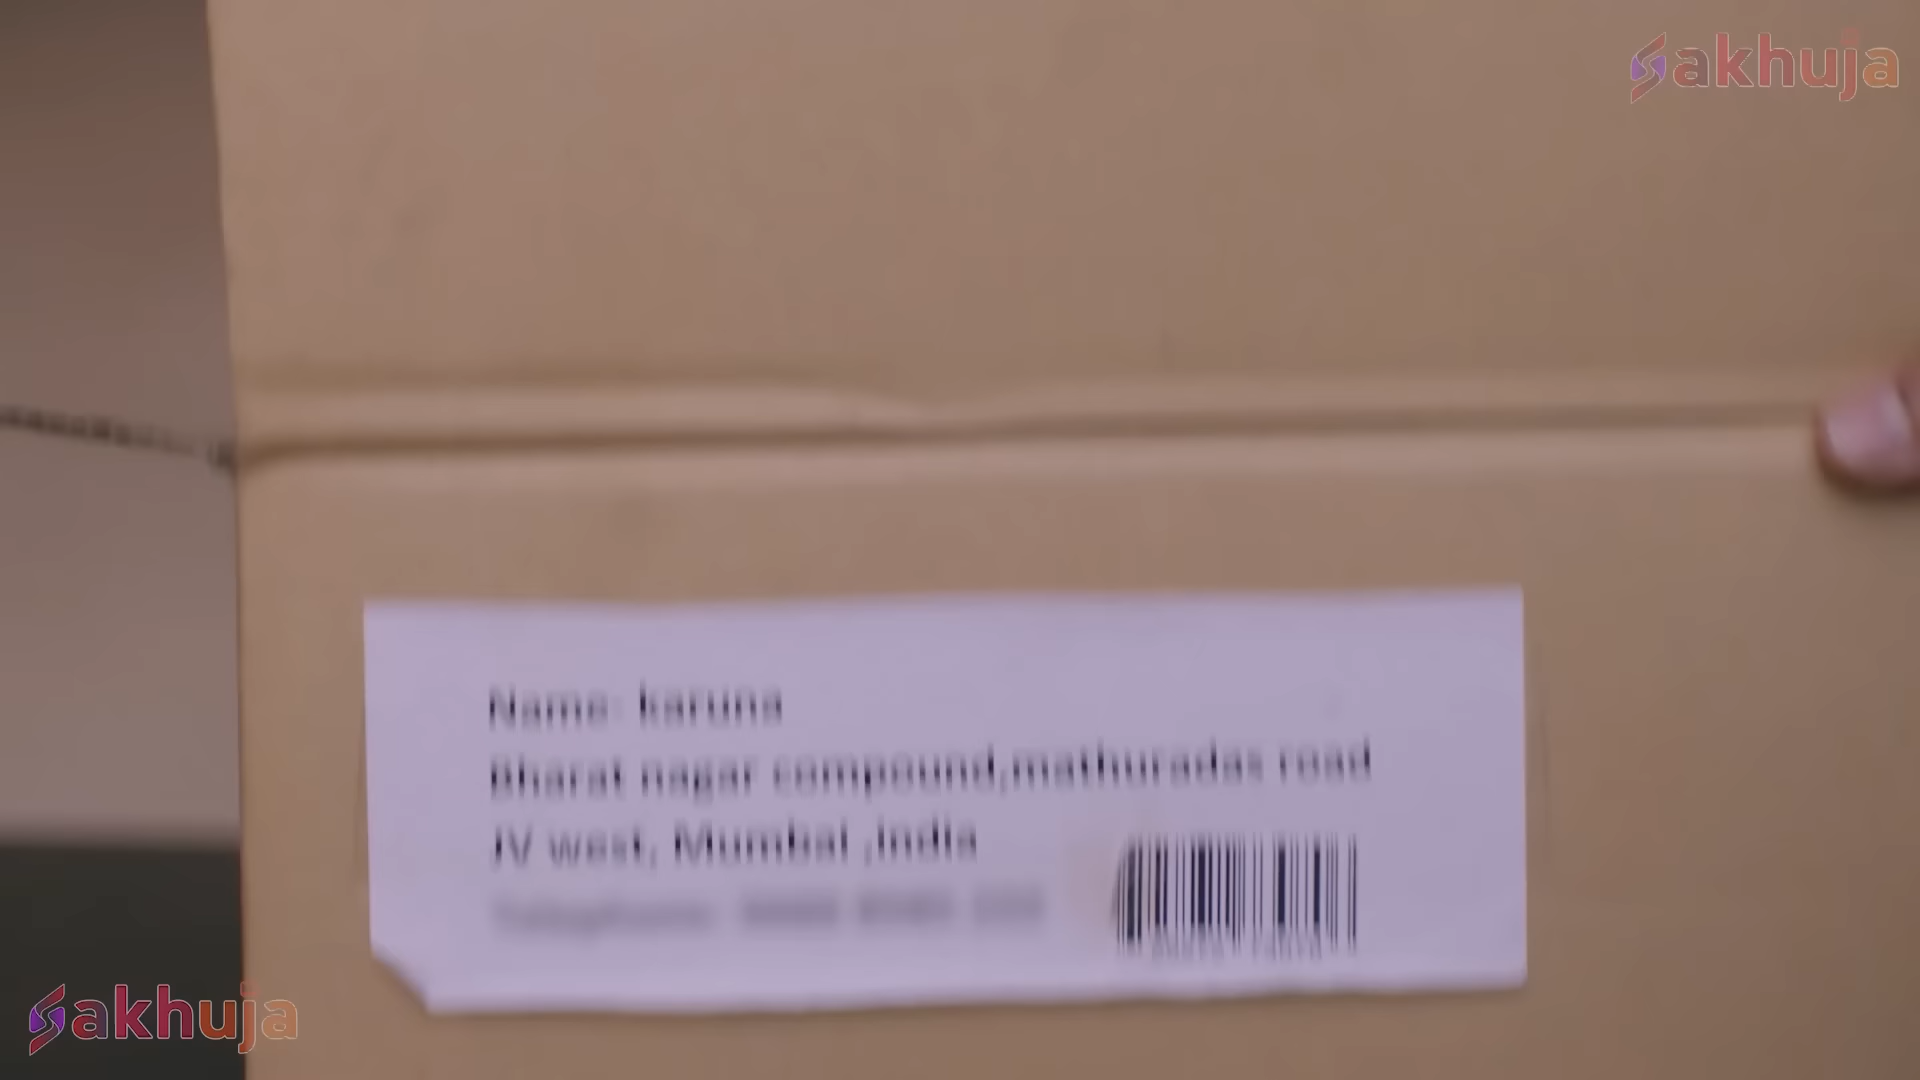 Sakhuja
Name- karuna
Bharat nagar compound,mathuradas road
JV west, Mumbai ,India
Sakhuja